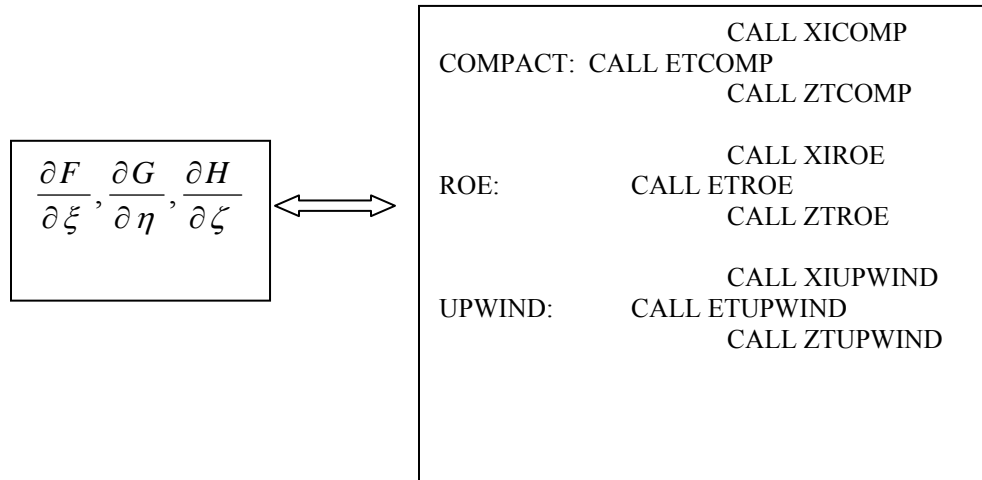 ∂F/∂ξ, ∂G/∂η, ∂H/∂ζ
CALL XICOMP
COMPACT: CALL ETCOMP
CALL ZTCOMP
CALL XIROE
ROE: CALL ETROE
CALL ZTROE
CALL XIUPWIND
UPWIND: CALL ETUPWIND
CALL ZTUPWIND